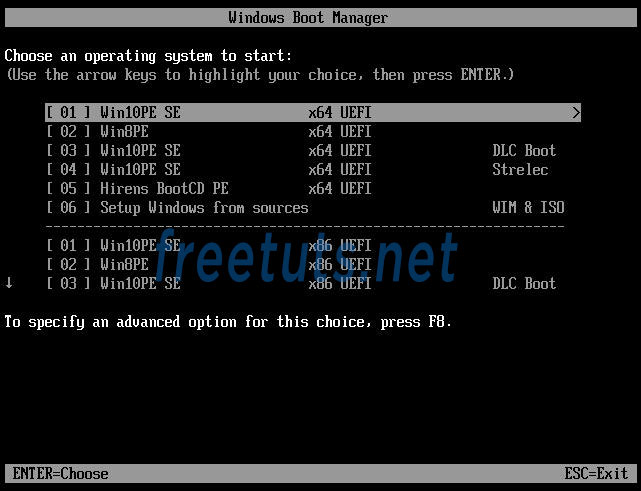 Windows Boot Manager
Choose an operating system to start:
(Use the arrow keys to highlight your choice, then press ENTER.)
[ 01 ] Win10PE SE x64 UEFI >
[ 02 ] Win8PE x64 UEFI
[ 03 ] Win10PE SE x64 UEFI DLC Boot
[ 04 ] Win10PE SE x64 UEFI Strelec
[ 05 ] Hirens BootCD PE x64 UEFI
[ 06 ] Setup Windows from sources WIM & ISO
-----------------------------------------------------------------
[ 01 ] Win10PE SE x86 UEFI
freetuts.net
[ 02 ] Win8PE x86 UEFI
↓ [ 03 ] Win10PE SE x86 UEFI DLC Boot
To specify an advanced option for this choice, press F8.
ENTER=Choose ESC=Exit